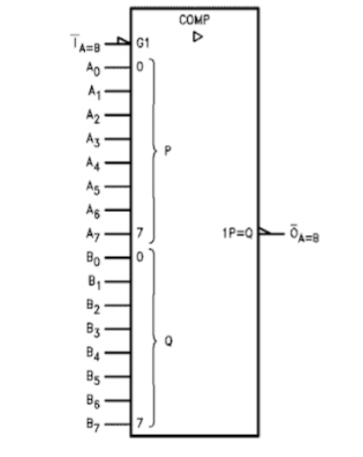 COMP
I̅A=B G1
A0 0
A1
A2
A3
A4
A5
A6
A7 7
P
B0 0
B1
B2
B3
B4
B5
B6
B7 7
Q
1P=Q O̅A=B